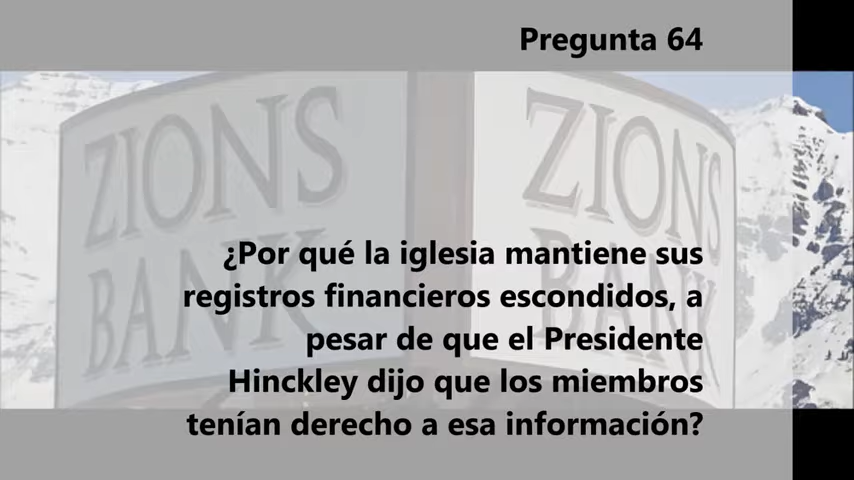 Pregunta 64
ZIONS ZIONS
BANK BANK
¿Por qué la iglesia mantiene sus
registros financieros escondidos, a
pesar de que el Presidente
Hinckley dijo que los miembros
tenían derecho a esa información?